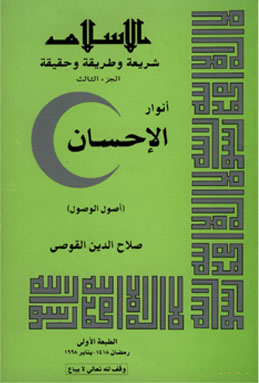 الإسلام
شريعة وطريقة وحقيقة
الجزء الثالث
أنوار
الإحسان
(أصول الوصول)
صلاح الدين القوصى
الطبعة الأولى
رمضان ١٤١٨-يناير ١٩٩٨
وقف لله تعالى لا يباع